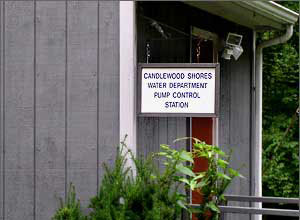 CANDLEWOOD SHORES
WATER DEPARTMENT
PUMP CONTROL
STATION